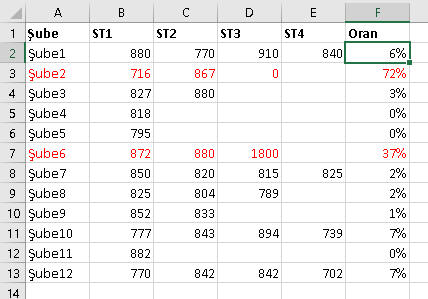 A B C D E F
1 Şube ST1 ST2 ST3 ST4 Oran
2 Şube1 880 770 910 840 6%
3 Şube2 716 867 0 72%
4 Şube3 827 880 3%
5 Şube4 818 0%
6 Şube5 795 0%
7 Şube6 872 880 1800 37%
8 Şube7 850 820 815 825 2%
9 Şube8 825 804 789 2%
10 Şube9 852 833 1%
11 Şube10 777 843 894 739 7%
12 Şube11 882 0%
13 Şube12 770 842 842 702 7%
14